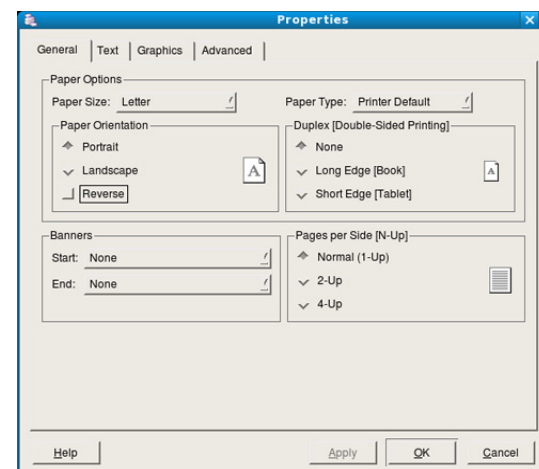 Properties
General Text Graphics Advanced
Paper Options
Paper Size: Letter Paper Type: Printer Default
Paper Orientation Duplex [Double-Sided Printing]
Portrait None
Landscape A Long Edge [Book] A
Reverse Short Edge [Tablet]
Banners Pages per Side [N-Up]
Start: None Normal (1-Up)
End: None 2-Up
4-Up
Help Apply OK Cancel